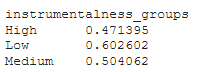 instrumentalness_groups
High      0.471395
Low       0.602602
Medium    0.504062